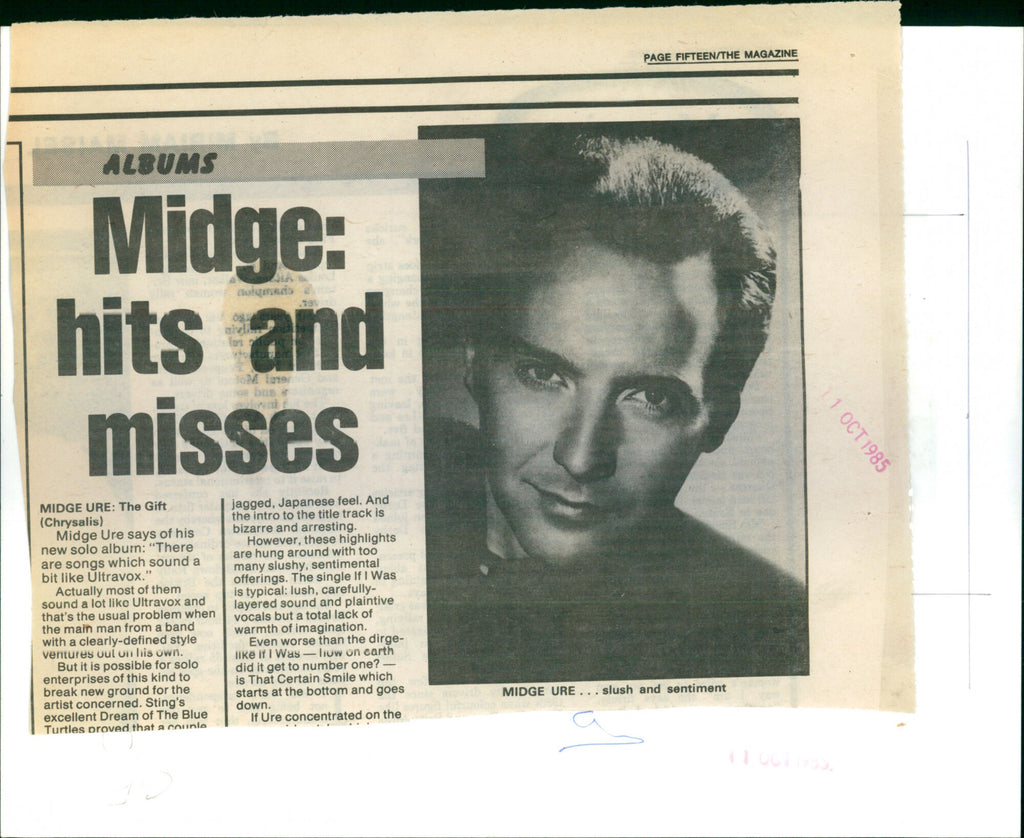 PAGE FIFTEEN/THE MAGAZINE
ALBUMS
Midge:
hits and
misses
MIDGE URE: The Gift
(Chrysalis)
Midge Ure says of his
new solo album: "There
are songs which sound a
bit like Ultravox."
Actually most of them
sound a lot like Ultravox and
that's the usual problem when
the main man from a band
with a clearly-defined style
ventures out on his own.
But it is possible for solo
enterprises of this kind to
break new ground for the
artist concerned. Sting's
excellent Dream of The Blue
Turtles proved that a couple
jagged, Japanese feel. And
the intro to the title track is
bizarre and arresting.
However, these highlights
are hung around with too
many slushy, sentimental
offerings. The single If I Was
is typical: lush, carefully-
layered sound and plaintive
vocals but a total lack of
warmth of imagination.
Even worse than the dirge-
like If I Was — how on earth
did it get to number one? —
is That Certain Smile which
starts at the bottom and goes
down.
If Ure concentrated on the
MIDGE URE . . . slush and sentiment
11 OCT 1985
11 OCT 1985